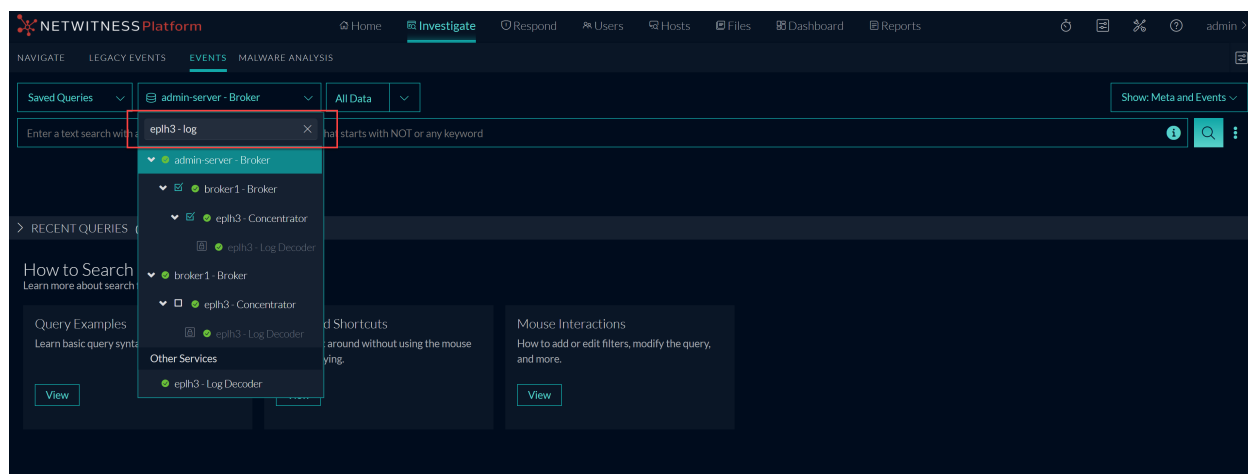 NETWITNESS Platform
Home
Investigate
Respond
Users
Hosts
Files
Dashboard
Reports
admin >
NAVIGATE
LEGACY EVENTS
EVENTS
MALWARE ANALYSIS
Saved Queries
admin-server - Broker
All Data
Show: Meta and Events
Enter a text search with
eplh3 - log
hat starts with NOT or any keyword
admin-server - Broker
broker1 - Broker
eplh3 - Concentrator
eplh3 - Log Decoder
RECENT QUERIES (
broker1 - Broker
eplh3 - Concentrator
eplh3 - Log Decoder
Other Services
eplh3 - Log Decoder
How to Search
Learn more about search
Query Examples
Learn basic query synta
View
d Shortcuts
around without using the mouse
ying.
Mouse Interactions
How to add or edit filters, modify the query,
and more.
View